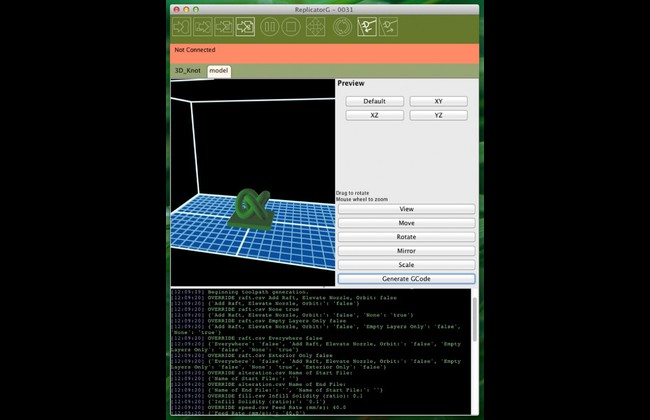 ReplicatorG - 0031
Not Connected
3D_Knot
model
Preview
Default
XY
XZ
YZ
Drag to rotate
Mouse wheel to zoom
View
Move
Rotate
Mirror
Scale
Generate GCode
[12:09:19] Beginning toolpath generation.
[12:09:20] OVERRIDE raft.csv Add Raft, Elevate Nozzle, Orbit: false
[12:09:20] {'Add Raft, Elevate Nozzle, Orbit:': 'false'}
[12:09:20] OVERRIDE raft.csv None true
[12:09:20] {'Add Raft, Elevate Nozzle, Orbit:': 'false', 'None': 'true'}
[12:09:20] OVERRIDE raft.csv Empty Layers Only false
[12:09:20] {'Add Raft, Elevate Nozzle, Orbit:': 'false', 'Empty Layers Only': 'false',
'None': 'true'}
[12:09:20] OVERRIDE raft.csv Everywhere false
[12:09:20] {'Everywhere': 'false', 'Add Raft, Elevate Nozzle, Orbit:': 'false', 'Empty
Layers Only': 'false', 'None': 'true'}
[12:09:20] OVERRIDE raft.csv Exterior Only false
[12:09:20] {'Everywhere': 'false', 'Add Raft, Elevate Nozzle, Orbit:': 'false', 'Empty
Layers Only': 'false', 'None': 'true', 'Exterior Only': 'false'}
[12:09:20] OVERRIDE alteration.csv Name of Start File:
[12:09:20] {'Name of Start File:': ''}
[12:09:20] OVERRIDE alteration.csv Name of End File:
[12:09:20] {'Name of End File:': '', 'Name of Start File:': ''}
[12:09:20] OVERRIDE fill.csv Infill Solidity (ratio): 0.1
[12:09:20] {'Infill Solidity (ratio):': '0.1'}
[12:09:20] OVERRIDE speed.csv Feed Rate (mm/s): 40.0
[12:09:20] {'Feed Rate (mm/s):': '40.0'}